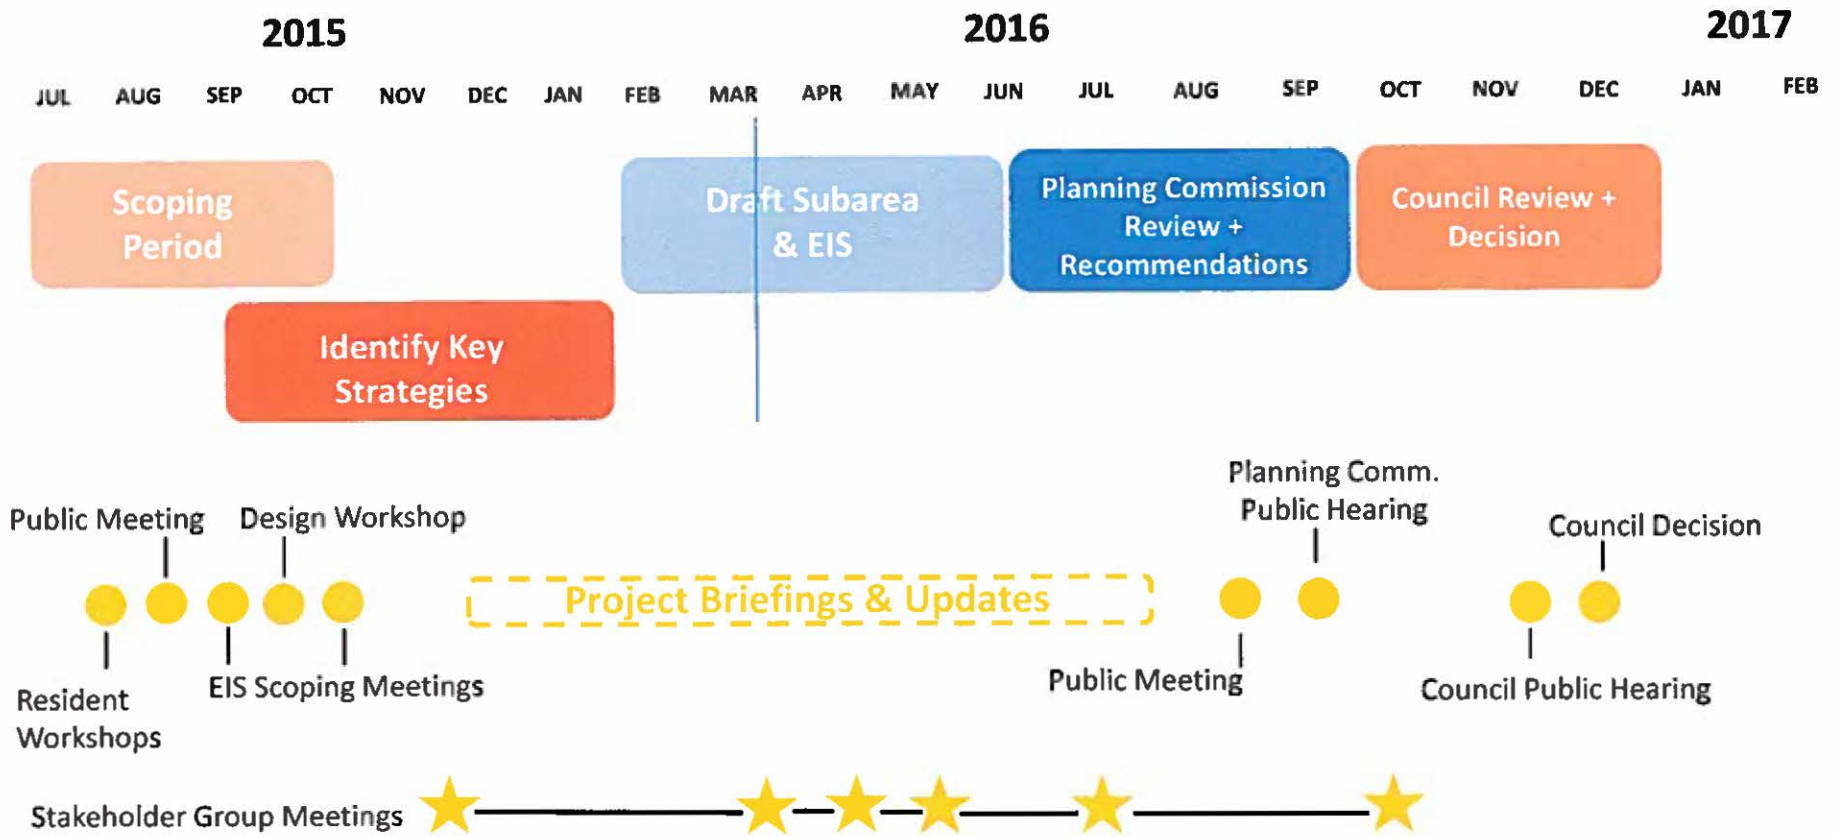 2015 2016 2017
JUL AUG SEP OCT NOV DEC JAN FEB MAR APR MAY JUN JUL AUG SEP OCT NOV DEC JAN FEB
Scoping
Period
Draft Subarea
& EIS
Planning Commission
Review +
Recommendations
Council Review +
Decision
Identify Key
Strategies
Planning Comm.
Public Hearing
Public Meeting
Design Workshop
Council Decision
Project Briefings & Updates
Resident
Workshops
EIS Scoping Meetings
Public Meeting
Council Public Hearing
Stakeholder Group Meetings